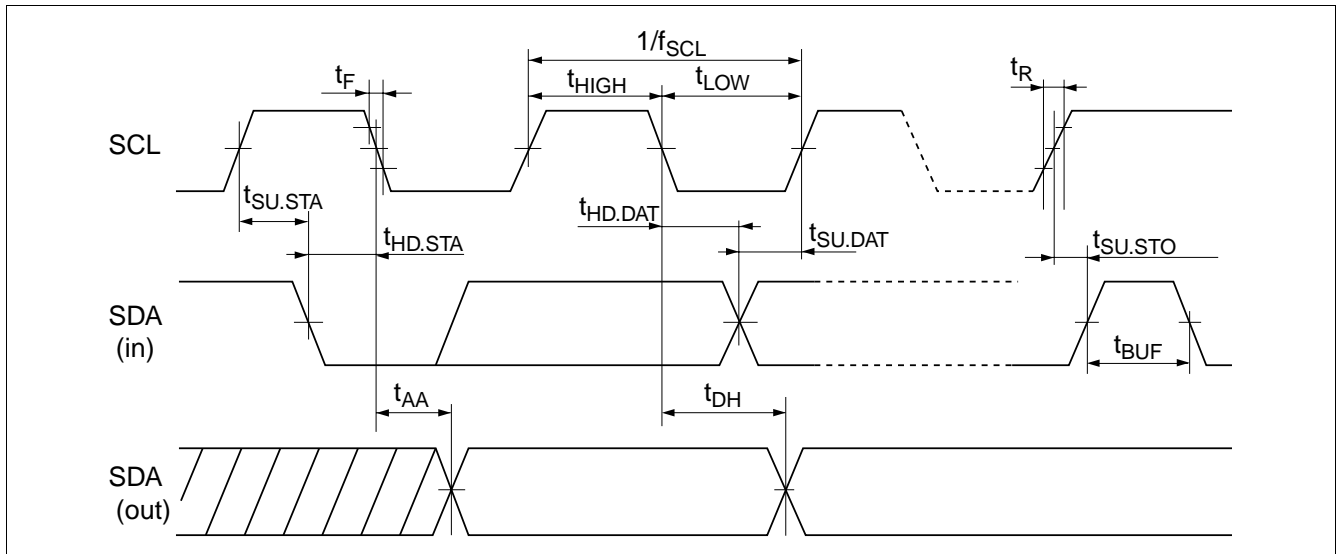 1/fSCL
tF
tHIGH
tLOW
tR
SCL
tSU.STA
tHD.STA
tHD.DAT
tSU.DAT
tSU.STO
SDA
(in)
tBUF
tAA
tDH
SDA
(out)